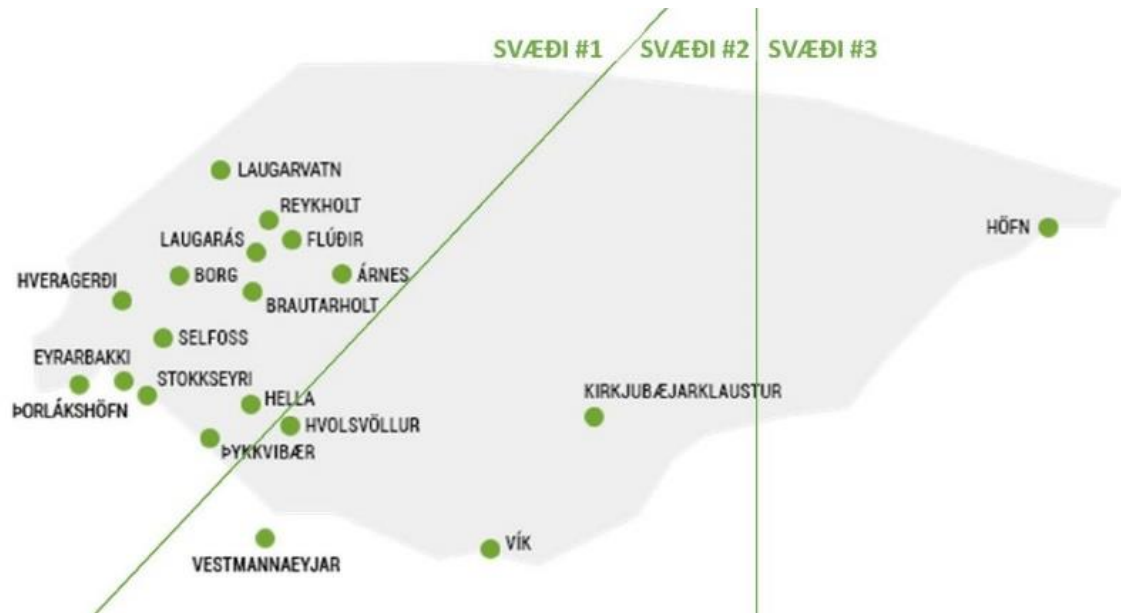 SVÆÐI #1
SVÆÐI #2
SVÆÐI #3
LAUGARVATN
REYKHOLT
LAUGARÁS
FLÚÐIR
HÖFN
HVERAGERÐI
BORG
ÁRNES
BRAUTARHOLT
SELFOSS
EYRARBAKKI
STOKKSEYRI
ÞORLÁKSHÖFN
HELLA
KIRKJUBÆJARKLAUSTUR
HVOLSVÖLLUR
ÞYKKVIBÆR
VÍK
VESTMANNAEYJAR